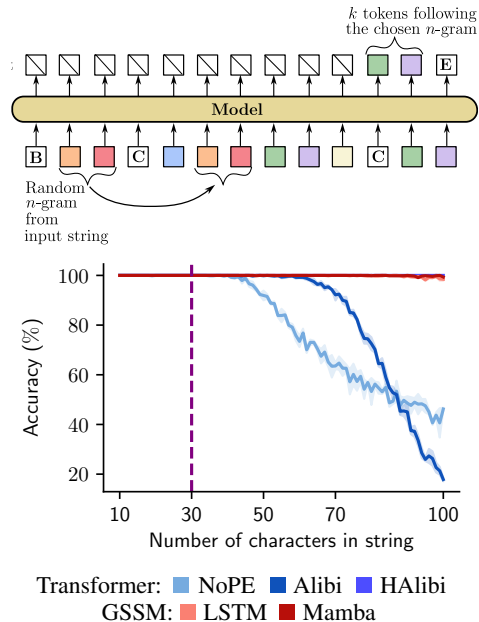 k tokens following
the chosen n-gram
E
Model
B
C
C
Random
n-gram
from
input string
100
80
60
40
20
Accuracy (%)
10
30
50
70
100
Number of characters in string
Transformer: NoPE Alibi HAlibi
GSSM: LSTM Mamba